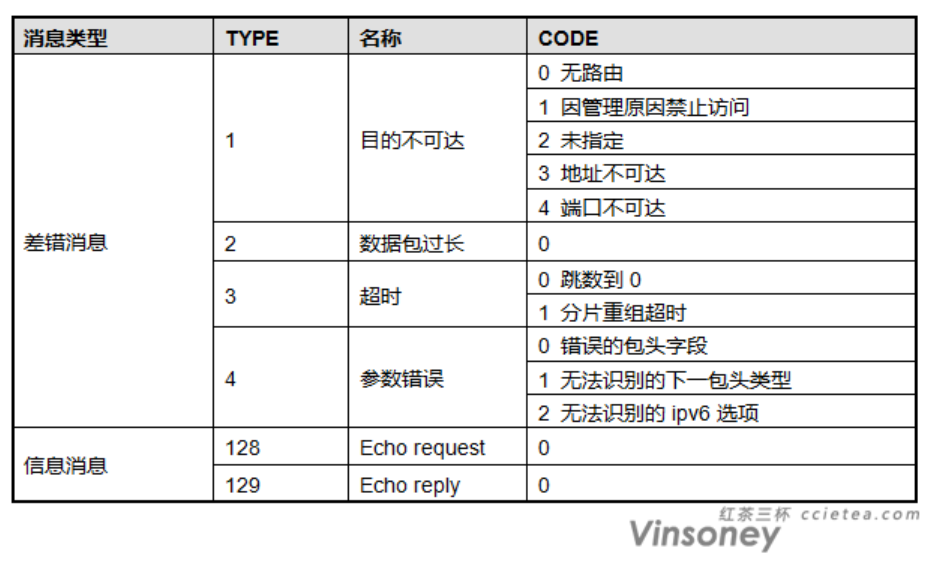 消息类型 TYPE 名称 CODE
0 无路由
1 因管理原因禁止访问
1 目的不可达 2 未指定
3 地址不可达
4 端口不可达
差错消息 2 数据包过长 0
3 超时 0 跳数到 0
1 分片重组超时
0 错误的包头字段
4 参数错误 1 无法识别的下一包头类型
2 无法识别的 ipv6 选项
信息消息 128 Echo request 0
129 Echo reply 0
红茶三杯 ccietea.com
Vinsoney